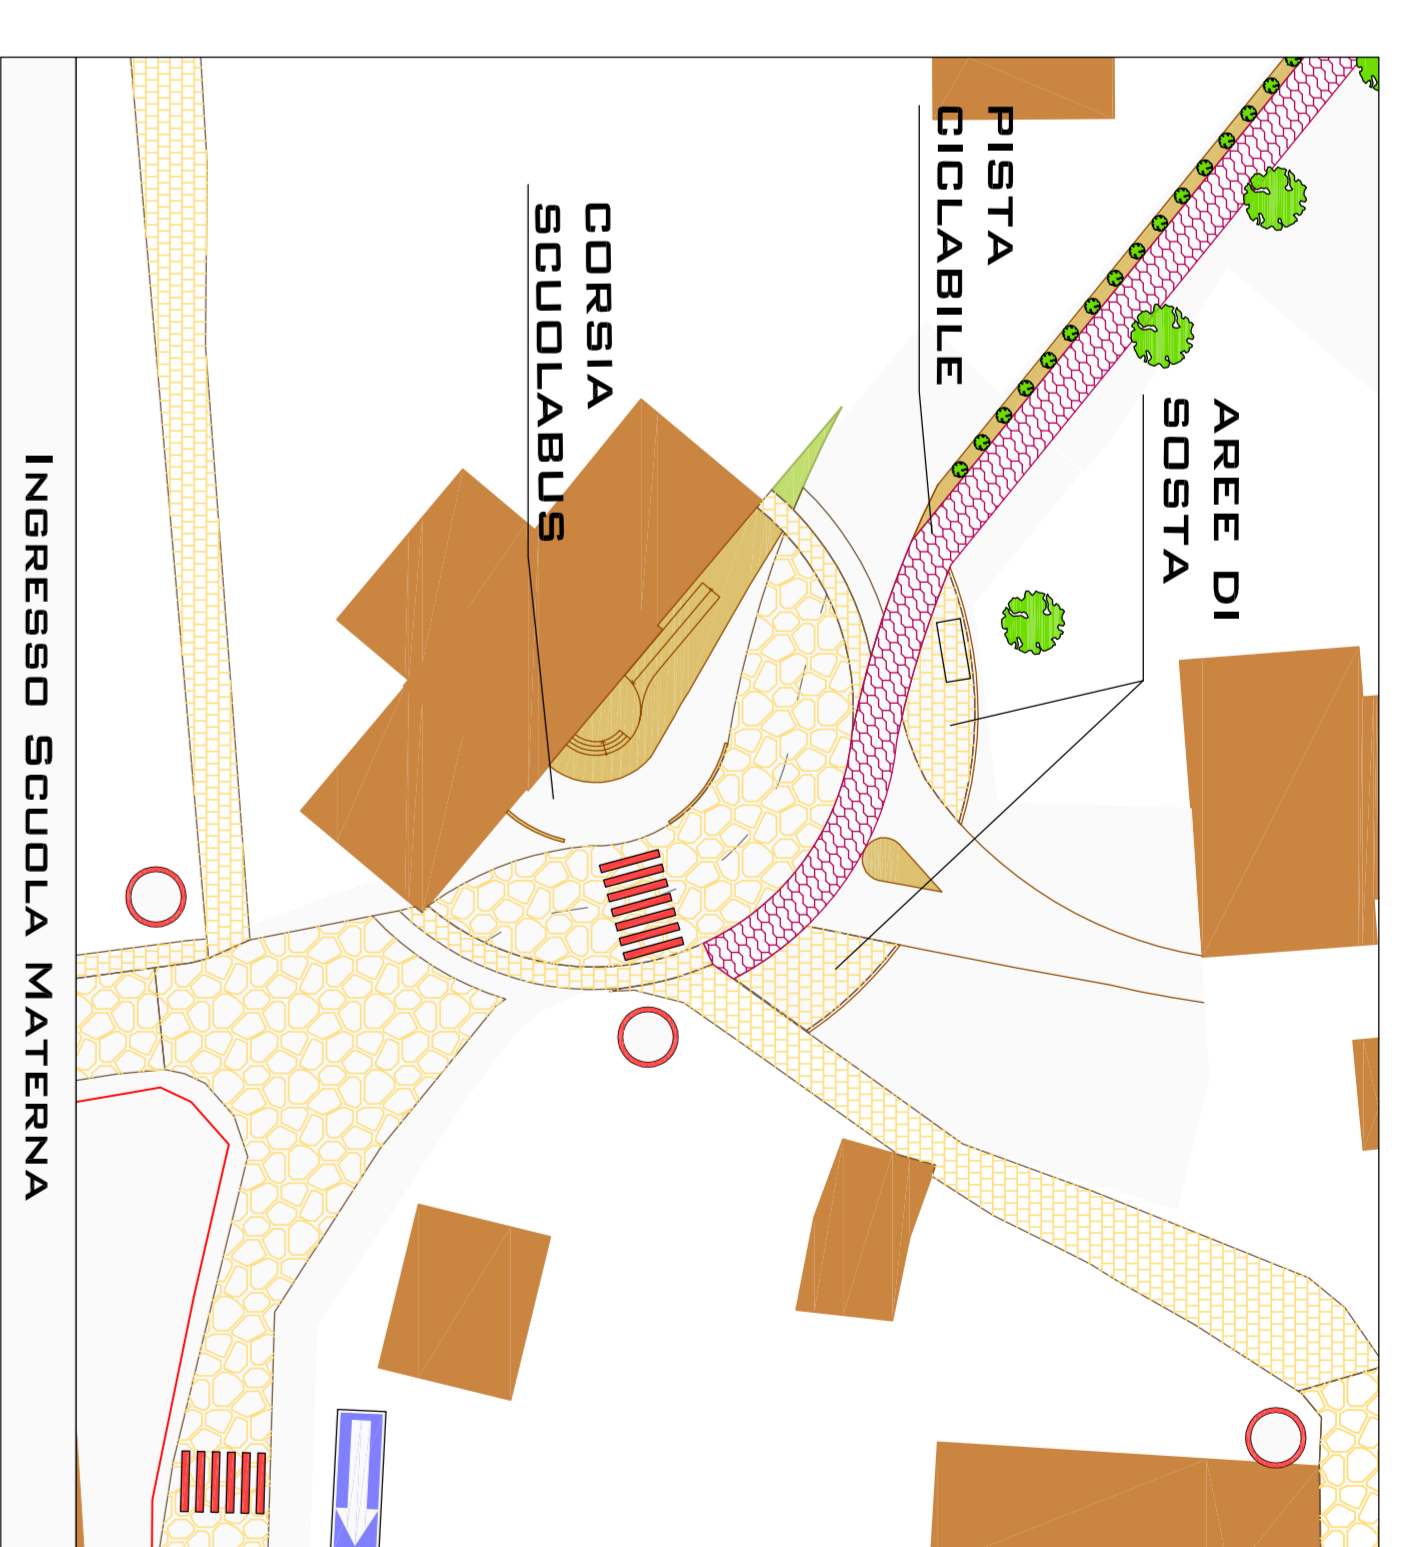 INGRESSO SCUOLA MATERNA
AREE DI
SOSTA
PISTA
CICLABILE
CORSIA
SCUOLABUS